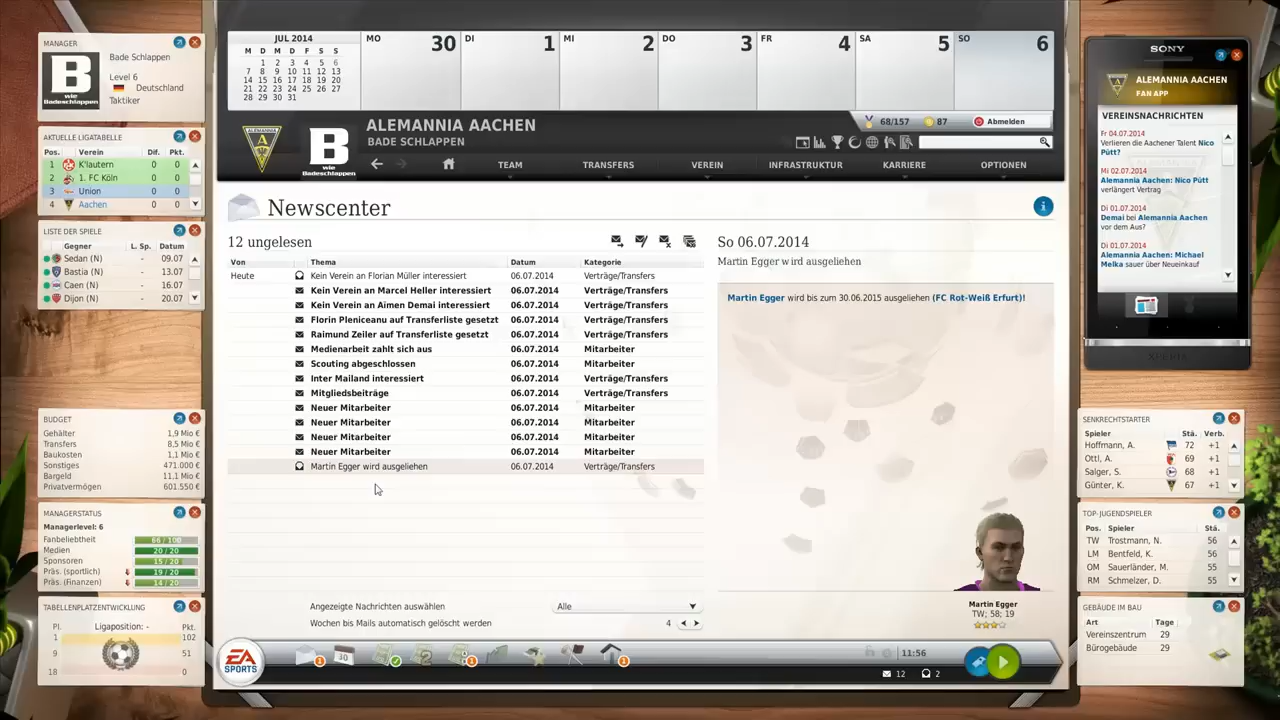 MANAGER
B
wie
Badeschlappen
Bade Schlappen
Level 6
Deutschland
Taktiker
AKTUELLE LIGATABELLE
Pos. Verein Dif. Pkt.
1 K'lautern 0 0
2 1. FC Köln 0 0
3 Union 0 0
4 Aachen 0 0
LISTE DER SPIELE
Gegner L. Sp. Datum
Sedan (N) - 09.07
Bastia (N) - 13.07
Caen (N) - 16.07
Dijon (N) - 20.07
BUDGET
Gehälter 1,9 Mio €
Transfers 8,5 Mio €
Baukosten 1,1 Mio €
Sonstiges 471.000 €
Bargeld 11,1 Mio €
Privatvermögen 601.550 €
MANAGERSTATUS
Managerlevel: 6
Fanbeliebtheit 66 / 100
Medien 20 / 20
Sponsoren 15 / 20
Präs. (sportlich) 19 / 20
Präs. (Finanzen) 14 / 20
TABELLENPLATZENTWICKLUNG
Pl. Ligaposition: - Pkt.
1 102
9 51
18 0
JUL 2014
M D M D F S S
1 2 3 4 5 6
7 8 9 10 11 12 13
14 15 16 17 18 19 20
21 22 23 24 25 26 27
28 29 30 31
MO 30
DI 1
MI 2
DO 3
FR 4
SA 5
SO 6
ALEMANNIA
B
wie
Badeschlappen
ALEMANNIA AACHEN
BADE SCHLAPPEN
68/157 87 Abmelden
TEAM TRANSFERS VEREIN INFRASTRUKTUR KARRIERE OPTIONEN
Newscenter
12 ungelesen
Von Thema Datum Kategorie
Heute Kein Verein an Florian Müller interessiert 06.07.2014 Verträge/Transfers
Kein Verein an Marcel Heller interessiert 06.07.2014 Verträge/Transfers
Kein Verein an Aimen Demai interessiert 06.07.2014 Verträge/Transfers
Florin Pleniceanu auf Transferliste gesetzt 06.07.2014 Verträge/Transfers
Raimund Zeiler auf Transferliste gesetzt 06.07.2014 Verträge/Transfers
Medienarbeit zahlt sich aus 06.07.2014 Mitarbeiter
Scouting abgeschlossen 06.07.2014 Mitarbeiter
Inter Mailand interessiert 06.07.2014 Verträge/Transfers
Mitgliedsbeiträge 06.07.2014 Verträge/Transfers
Neuer Mitarbeiter 06.07.2014 Mitarbeiter
Neuer Mitarbeiter 06.07.2014 Mitarbeiter
Neuer Mitarbeiter 06.07.2014 Mitarbeiter
Neuer Mitarbeiter 06.07.2014 Mitarbeiter
Martin Egger wird ausgeliehen 06.07.2014 Verträge/Transfers
Angezeigte Nachrichten auswählen Alle
Wochen bis Mails automatisch gelöscht werden 4
So 06.07.2014
Martin Egger wird ausgeliehen
Martin Egger wird bis zum 30.06.2015 ausgeliehen (FC Rot-Weiß Erfurt)!
Martin Egger
TW; 58; 19
EA
SPORTS
1
30
1
1
11:56
12 2
SONY
ALEMANNIA AACHEN
FAN APP
VEREINSNACHRICHTEN
Fr 04.07.2014
Verlieren die Aachener Talent Nico
Pütt?
Mi 02.07.2014
Alemannia Aachen: Nico Pütt
verlängert Vertrag
Di 01.07.2014
Demai bei Alemannia Aachen
vor dem Aus?
Di 01.07.2014
Alemannia Aachen: Michael
Melka sauer über Neueinkauf
XPERIA
SENKRECHTSTARTER
Spieler Stä. Verb.
Hoffmann, A. 72 +1
Ottl, A. 69 +1
Salger, S. 68 +1
Günter, K. 67 +1
TOP-JUGENDSPIELER
Pos. Spieler Stä.
TW Trostmann, N. 56
LM Bentfeld, K. 56
OM Sauerländer, M. 55
RM Schmelzer, D. 55
GEBÄUDE IM BAU
Art Tage
Vereinszentrum 29
Bürogebäude 29